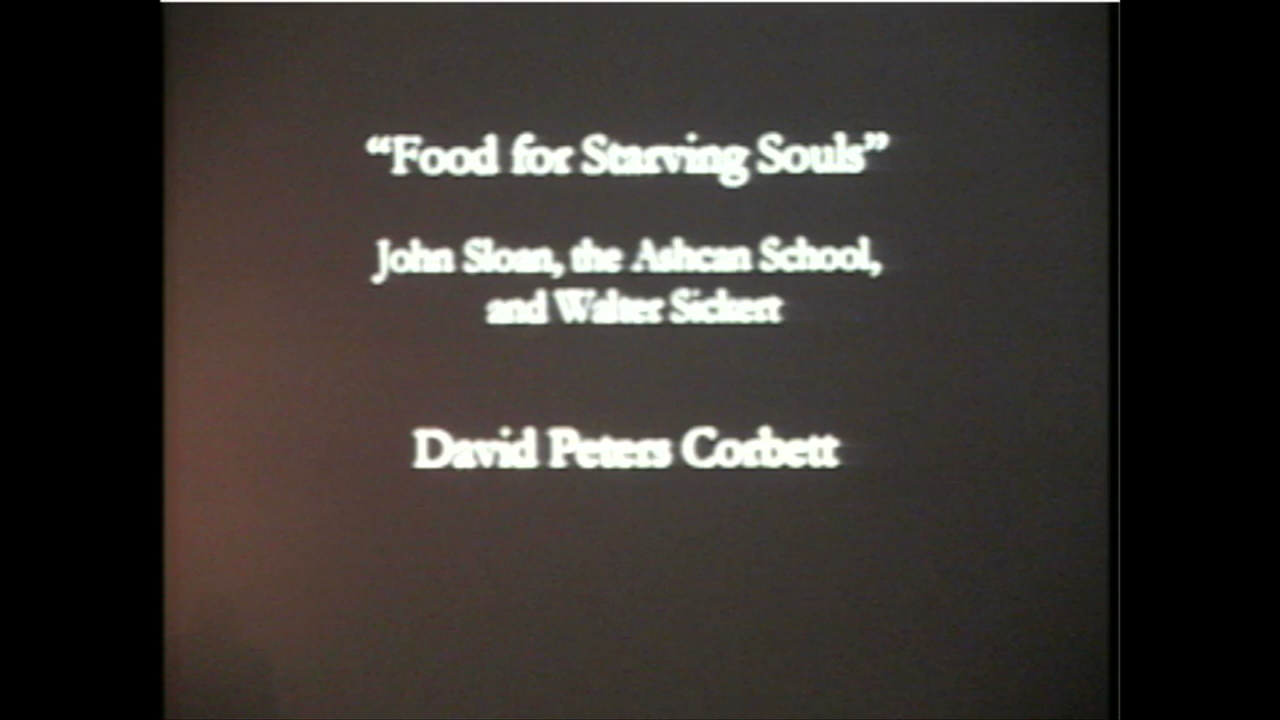 “Food for Starving Souls”
John Sloan, the Ashcan School,
and Walter Sickert
David Peters Corbett